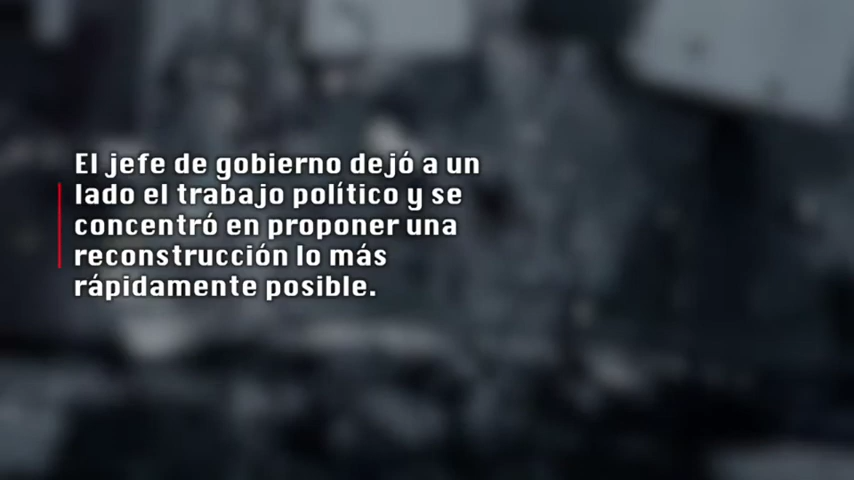 El jefe de gobierno dejó a un
lado el trabajo político y se
concentró en proponer una
reconstrucción lo más
rápidamente posible.